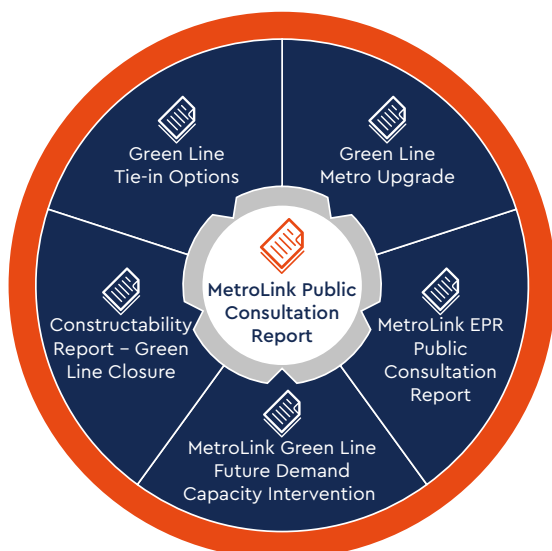 Green Line
Tie-in Options
Green Line
Metro Upgrade
MetroLink Public
Consultation
Report
Constructability
Report – Green
Line Closure
MetroLink EPR
Public
Consultation
Report
MetroLink Green Line
Future Demand
Capacity Intervention